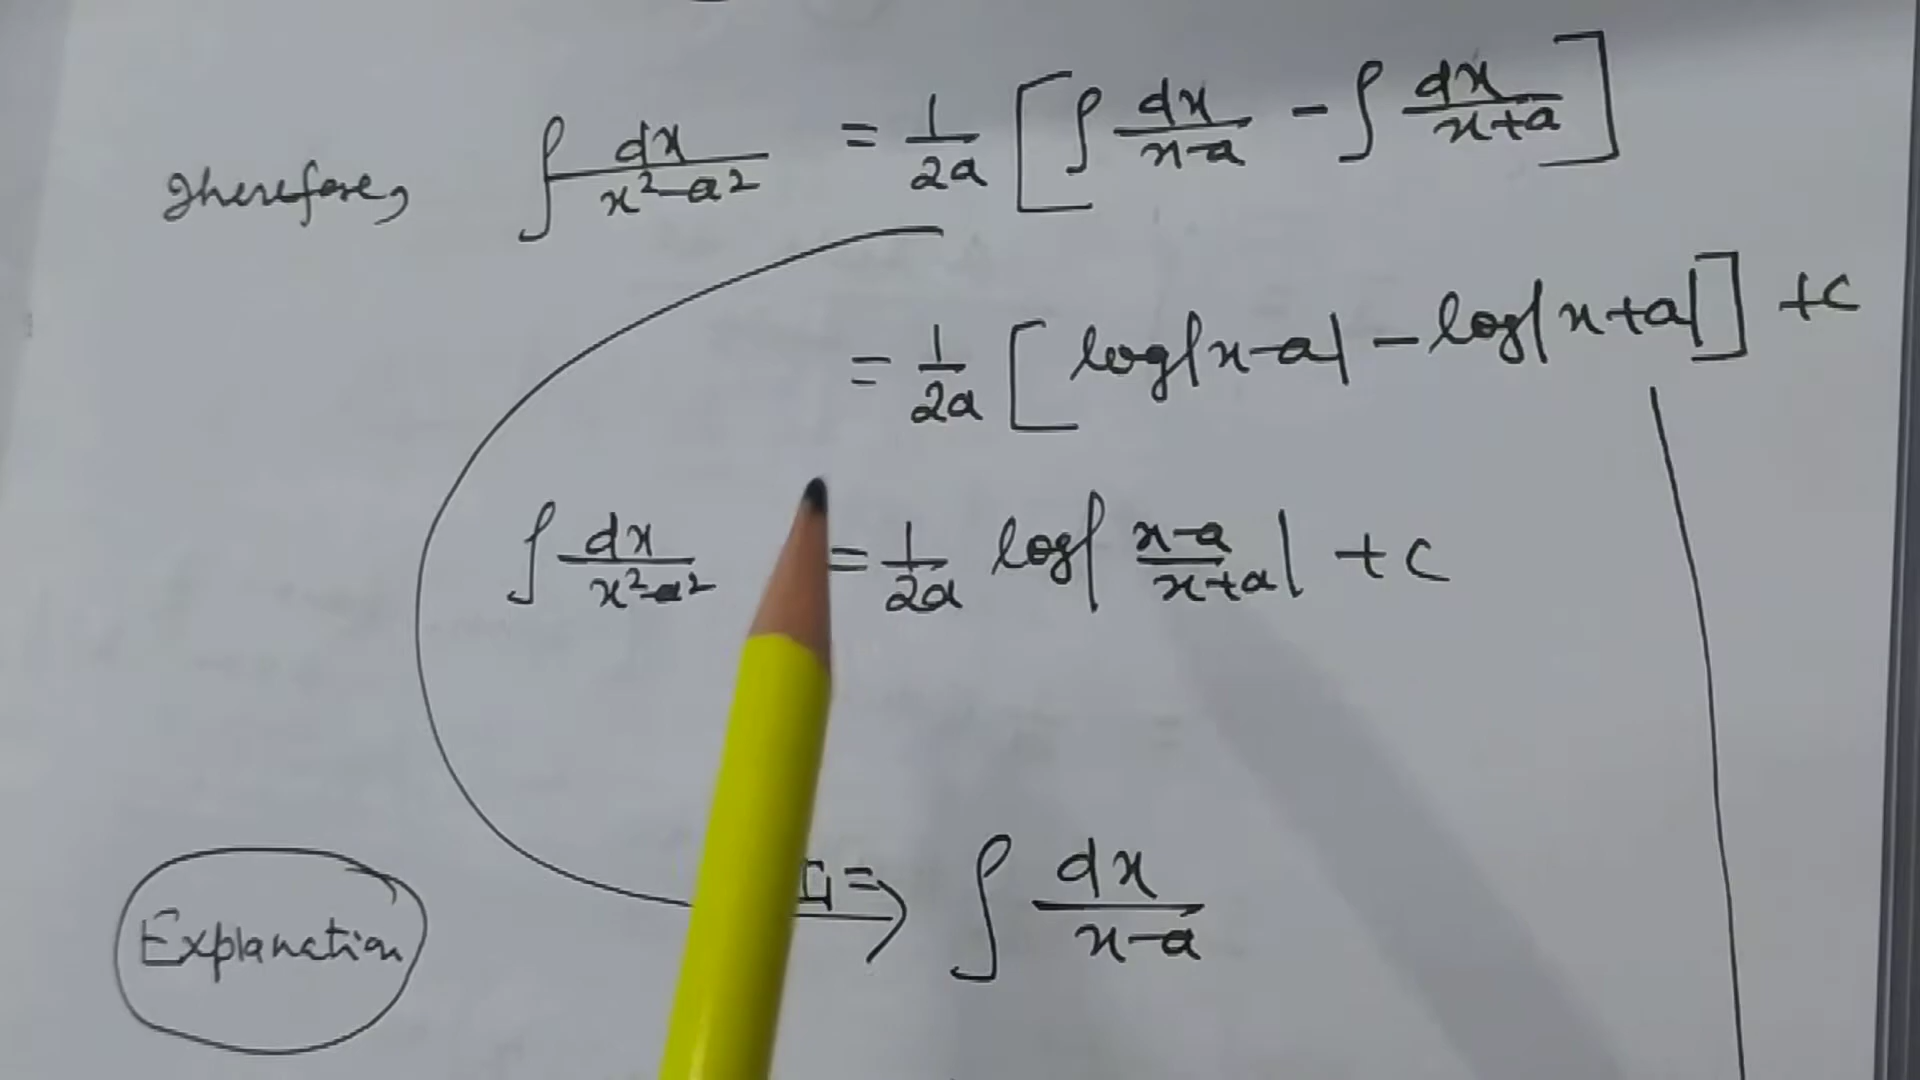 Therefore, ∫ dx/(x²-a²) = 1/2a [∫ dx/(x-a) - ∫ dx/(x+a)]
= 1/2a [log|x-a| - log|x+a|] + c
∫ dx/(x²-a²) = 1/2a log|(x-a)/(x+a)| + c
∫ dx/(x-a)
Explanation